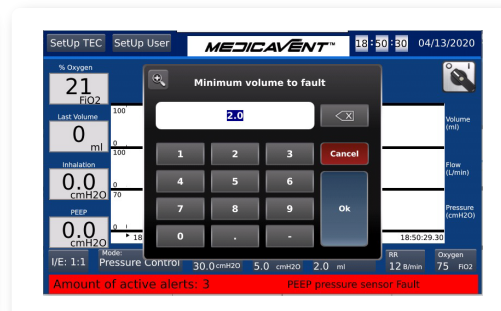 SetUp TEC SetUp User MEDICAVENT™ 18:50:30 04/13/2020
% Oxygen
21
FiO2
Last Volume
0
ml
Inhalation
0.0
cmH2O
PEEP
0.0
cmH2O
100
0
100
0
70
0
18
Minimum volume to fault
2.0
1 2 3 Cancel
4 5 6
7 8 9 Ok
0 . -
O I
Volume
(ml)
Flow
(L/min)
Pressure
(cmH2O)
18:50:29.30
I/E: 1:1
Mode:
Pressure Control
30.0 cmH2O 5.0 cmH2O 2.0 ml
RR
12 B/min
Oxygen
75 FiO2
Amount of active alerts: 3 PEEP pressure sensor Fault